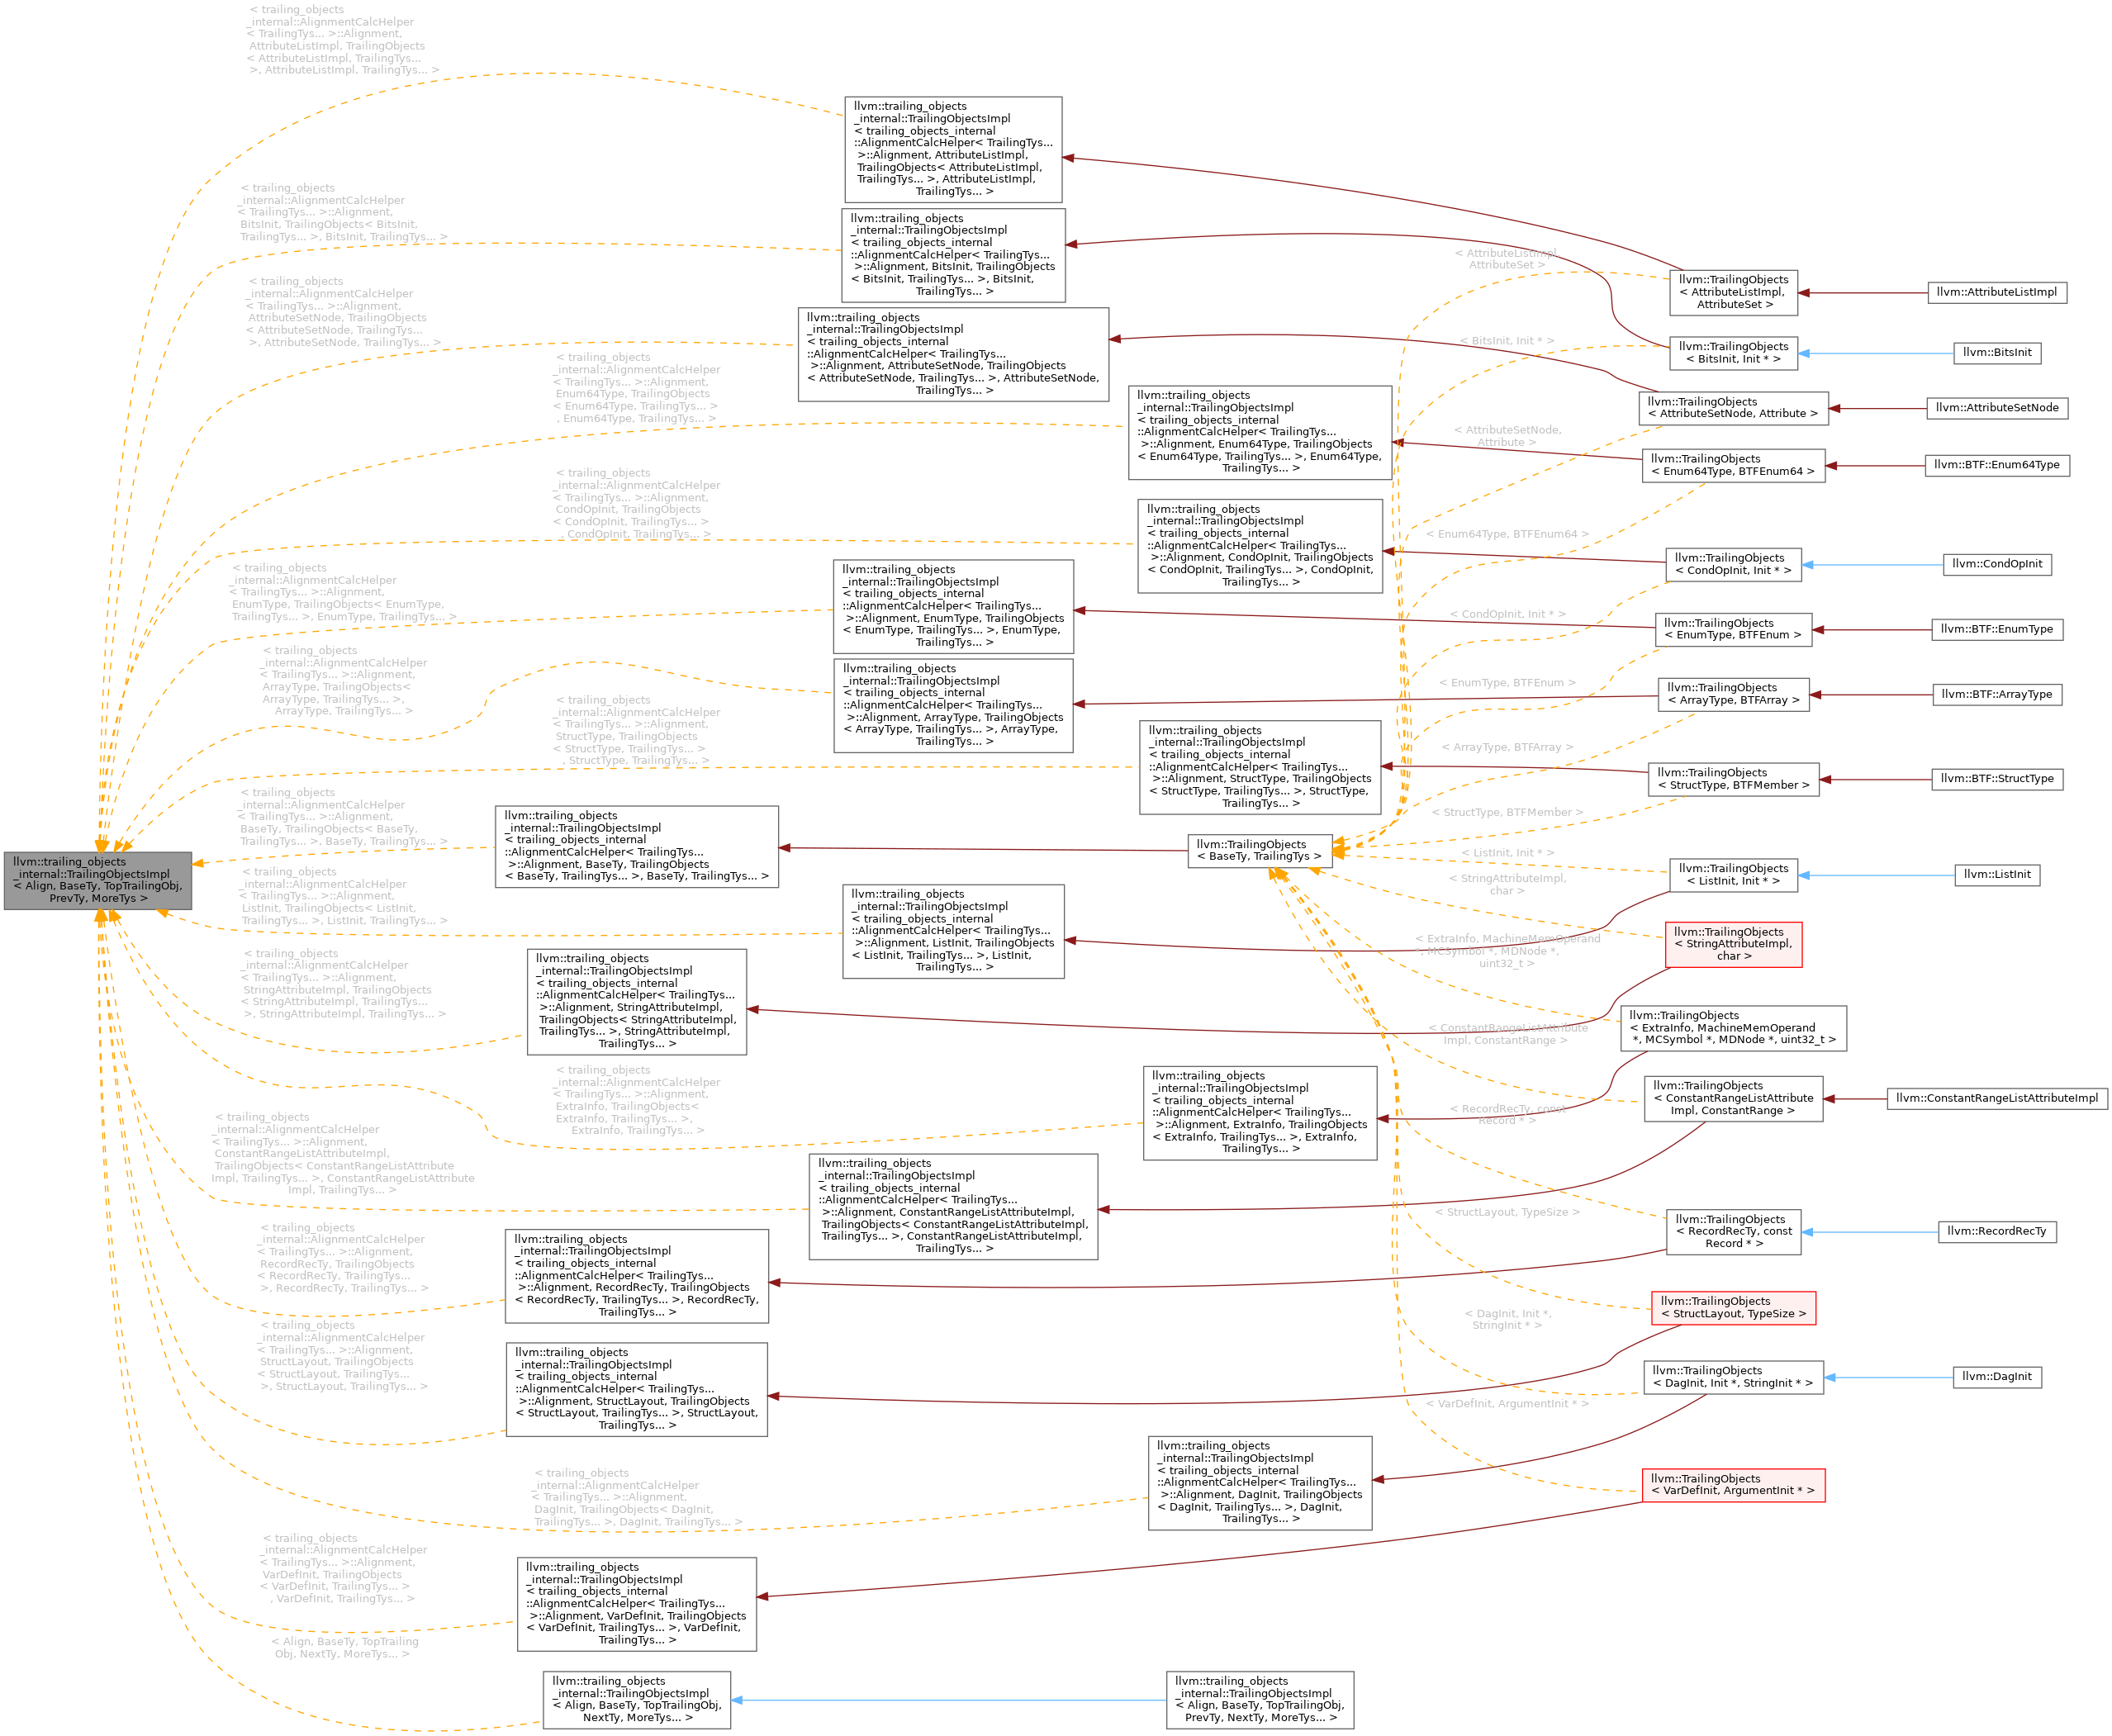 < trailing_objects
_internal::AlignmentCalcHelper
< TrailingTys... >::Alignment,
AttributeListImpl, TrailingObjects
< AttributeListImpl, TrailingTys...
>, AttributeListImpl, TrailingTys... >
< trailing_objects
_internal::AlignmentCalcHelper
< TrailingTys... >::Alignment,
BitsInit, TrailingObjects< BitsInit,
TrailingTys... >, BitsInit, TrailingTys... >
< trailing_objects
_internal::AlignmentCalcHelper
< TrailingTys... >::Alignment,
AttributeSetNode, TrailingObjects
< AttributeSetNode, TrailingTys...
>, AttributeSetNode, TrailingTys... >
< trailing_objects
_internal::AlignmentCalcHelper
< TrailingTys... >::Alignment,
Enum64Type, TrailingObjects
< Enum64Type, TrailingTys... >
, Enum64Type, TrailingTys... >
< trailing_objects
_internal::AlignmentCalcHelper
< TrailingTys... >::Alignment,
CondOpInit, TrailingObjects
< CondOpInit, TrailingTys... >
, CondOpInit, TrailingTys... >
< trailing_objects
_internal::AlignmentCalcHelper
< TrailingTys... >::Alignment,
EnumType, TrailingObjects< EnumType,
TrailingTys... >, EnumType, TrailingTys... >
< trailing_objects
_internal::AlignmentCalcHelper
< TrailingTys... >::Alignment,
ArrayType, TrailingObjects<
ArrayType, TrailingTys... >,
ArrayType, TrailingTys... >
< trailing_objects
_internal::AlignmentCalcHelper
< TrailingTys... >::Alignment,
StructType, TrailingObjects
< StructType, TrailingTys... >
, StructType, TrailingTys... >
< trailing_objects
_internal::AlignmentCalcHelper
< TrailingTys... >::Alignment,
BaseTy, TrailingObjects< BaseTy,
TrailingTys... >, BaseTy, TrailingTys... >
llvm::trailing_objects
_internal::TrailingObjectsImpl
< Align, BaseTy, TopTrailingObj,
PrevTy, MoreTys >
< trailing_objects
_internal::AlignmentCalcHelper
< TrailingTys... >::Alignment,
ListInit, TrailingObjects< ListInit,
TrailingTys... >, ListInit, TrailingTys... >
< trailing_objects
_internal::AlignmentCalcHelper
< TrailingTys... >::Alignment,
StringAttributeImpl, TrailingObjects
< StringAttributeImpl, TrailingTys...
>, StringAttributeImpl, TrailingTys... >
< trailing_objects
_internal::AlignmentCalcHelper
< TrailingTys... >::Alignment,
ExtraInfo, TrailingObjects<
ExtraInfo, TrailingTys... >,
ExtraInfo, TrailingTys... >
< trailing_objects
_internal::AlignmentCalcHelper
< TrailingTys... >::Alignment,
ConstantRangeListAttributeImpl,
TrailingObjects< ConstantRangeListAttribute
Impl, TrailingTys... >, ConstantRangeListAttribute
Impl, TrailingTys... >
< trailing_objects
_internal::AlignmentCalcHelper
< TrailingTys... >::Alignment,
RecordRecTy, TrailingObjects
< RecordRecTy, TrailingTys...
>, RecordRecTy, TrailingTys... >
< trailing_objects
_internal::AlignmentCalcHelper
< TrailingTys... >::Alignment,
StructLayout, TrailingObjects
< StructLayout, TrailingTys...
>, StructLayout, TrailingTys... >
< trailing_objects
_internal::AlignmentCalcHelper
< TrailingTys... >::Alignment,
DagInit, TrailingObjects< DagInit,
TrailingTys... >, DagInit, TrailingTys... >
< trailing_objects
_internal::AlignmentCalcHelper
< TrailingTys... >::Alignment,
VarDefInit, TrailingObjects
< VarDefInit, TrailingTys... >
, VarDefInit, TrailingTys... >
< Align, BaseTy, TopTrailing
Obj, NextTy, MoreTys... >
llvm::trailing_objects
_internal::TrailingObjectsImpl
< trailing_objects_internal
::AlignmentCalcHelper< TrailingTys...
>::Alignment, AttributeListImpl,
TrailingObjects< AttributeListImpl,
TrailingTys... >, AttributeListImpl,
TrailingTys... >
llvm::trailing_objects
_internal::TrailingObjectsImpl
< trailing_objects_internal
::AlignmentCalcHelper< TrailingTys...
>::Alignment, BitsInit, TrailingObjects
< BitsInit, TrailingTys... >, BitsInit,
TrailingTys... >
llvm::trailing_objects
_internal::TrailingObjectsImpl
< trailing_objects_internal
::AlignmentCalcHelper< TrailingTys...
>::Alignment, AttributeSetNode, TrailingObjects
< AttributeSetNode, TrailingTys... >, AttributeSetNode,
TrailingTys... >
llvm::trailing_objects
_internal::TrailingObjectsImpl
< trailing_objects_internal
::AlignmentCalcHelper< TrailingTys...
>::Alignment, Enum64Type, TrailingObjects
< Enum64Type, TrailingTys... >, Enum64Type,
TrailingTys... >
llvm::trailing_objects
_internal::TrailingObjectsImpl
< trailing_objects_internal
::AlignmentCalcHelper< TrailingTys...
>::Alignment, CondOpInit, TrailingObjects
< CondOpInit, TrailingTys... >, CondOpInit,
TrailingTys... >
llvm::trailing_objects
_internal::TrailingObjectsImpl
< trailing_objects_internal
::AlignmentCalcHelper< TrailingTys...
>::Alignment, EnumType, TrailingObjects
< EnumType, TrailingTys... >, EnumType,
TrailingTys... >
llvm::trailing_objects
_internal::TrailingObjectsImpl
< trailing_objects_internal
::AlignmentCalcHelper< TrailingTys...
>::Alignment, ArrayType, TrailingObjects
< ArrayType, TrailingTys... >, ArrayType,
TrailingTys... >
llvm::trailing_objects
_internal::TrailingObjectsImpl
< trailing_objects_internal
::AlignmentCalcHelper< TrailingTys...
>::Alignment, StructType, TrailingObjects
< StructType, TrailingTys... >, StructType,
TrailingTys... >
llvm::trailing_objects
_internal::TrailingObjectsImpl
< trailing_objects_internal
::AlignmentCalcHelper< TrailingTys...
>::Alignment, BaseTy, TrailingObjects
< BaseTy, TrailingTys... >, BaseTy, TrailingTys... >
llvm::TrailingObjects
< BaseTy, TrailingTys >
llvm::trailing_objects
_internal::TrailingObjectsImpl
< trailing_objects_internal
::AlignmentCalcHelper< TrailingTys...
>::Alignment, ListInit, TrailingObjects
< ListInit, TrailingTys... >, ListInit,
TrailingTys... >
llvm::trailing_objects
_internal::TrailingObjectsImpl
< trailing_objects_internal
::AlignmentCalcHelper< TrailingTys...
>::Alignment, StringAttributeImpl,
TrailingObjects< StringAttributeImpl,
TrailingTys... >, StringAttributeImpl,
TrailingTys... >
llvm::trailing_objects
_internal::TrailingObjectsImpl
< trailing_objects_internal
::AlignmentCalcHelper< TrailingTys...
>::Alignment, ExtraInfo, TrailingObjects
< ExtraInfo, TrailingTys... >, ExtraInfo,
TrailingTys... >
llvm::trailing_objects
_internal::TrailingObjectsImpl
< trailing_objects_internal
::AlignmentCalcHelper< TrailingTys...
>::Alignment, ConstantRangeListAttributeImpl,
TrailingObjects< ConstantRangeListAttributeImpl,
TrailingTys... >, ConstantRangeListAttributeImpl,
TrailingTys... >
llvm::trailing_objects
_internal::TrailingObjectsImpl
< trailing_objects_internal
::AlignmentCalcHelper< TrailingTys...
>::Alignment, RecordRecTy, TrailingObjects
< RecordRecTy, TrailingTys... >, RecordRecTy,
TrailingTys... >
llvm::trailing_objects
_internal::TrailingObjectsImpl
< trailing_objects_internal
::AlignmentCalcHelper< TrailingTys...
>::Alignment, StructLayout, TrailingObjects
< StructLayout, TrailingTys... >, StructLayout,
TrailingTys... >
llvm::trailing_objects
_internal::TrailingObjectsImpl
< trailing_objects_internal
::AlignmentCalcHelper< TrailingTys...
>::Alignment, DagInit, TrailingObjects
< DagInit, TrailingTys... >, DagInit,
TrailingTys... >
llvm::trailing_objects
_internal::TrailingObjectsImpl
< trailing_objects_internal
::AlignmentCalcHelper< TrailingTys...
>::Alignment, VarDefInit, TrailingObjects
< VarDefInit, TrailingTys... >, VarDefInit,
TrailingTys... >
llvm::trailing_objects
_internal::TrailingObjectsImpl
< Align, BaseTy, TopTrailingObj,
NextTy, MoreTys... >
llvm::trailing_objects
_internal::TrailingObjectsImpl
< Align, BaseTy, TopTrailingObj,
PrevTy, NextTy, MoreTys... >
< AttributeListImpl,
AttributeSet >
< BitsInit, Init * >
< AttributeSetNode,
Attribute >
< Enum64Type, BTFEnum64 >
< CondOpInit, Init * >
< EnumType, BTFEnum >
< ArrayType, BTFArray >
< StructType, BTFMember >
< ListInit, Init * >
< StringAttributeImpl,
char >
< ExtraInfo, MachineMemOperand
*, MCSymbol *, MDNode *,
uint32_t >
< ConstantRangeListAttribute
Impl, ConstantRange >
< RecordRecTy, const
Record * >
< StructLayout, TypeSize >
< DagInit, Init *,
StringInit * >
< VarDefInit, ArgumentInit * >
llvm::TrailingObjects
< AttributeListImpl,
AttributeSet >
llvm::AttributeListImpl
llvm::TrailingObjects
< BitsInit, Init * >
llvm::BitsInit
llvm::TrailingObjects
< AttributeSetNode, Attribute >
llvm::AttributeSetNode
llvm::TrailingObjects
< Enum64Type, BTFEnum64 >
llvm::BTF::Enum64Type
llvm::TrailingObjects
< CondOpInit, Init * >
llvm::CondOpInit
llvm::TrailingObjects
< EnumType, BTFEnum >
llvm::BTF::EnumType
llvm::TrailingObjects
< ArrayType, BTFArray >
llvm::BTF::ArrayType
llvm::TrailingObjects
< StructType, BTFMember >
llvm::BTF::StructType
llvm::TrailingObjects
< ListInit, Init * >
llvm::ListInit
llvm::TrailingObjects
< StringAttributeImpl,
char >
llvm::TrailingObjects
< ExtraInfo, MachineMemOperand
*, MCSymbol *, MDNode *, uint32_t >
llvm::TrailingObjects
< ConstantRangeListAttribute
Impl, ConstantRange >
llvm::ConstantRangeListAttributeImpl
llvm::TrailingObjects
< RecordRecTy, const
Record * >
llvm::RecordRecTy
llvm::TrailingObjects
< StructLayout, TypeSize >
llvm::TrailingObjects
< DagInit, Init *, StringInit * >
llvm::DagInit
llvm::TrailingObjects
< VarDefInit, ArgumentInit * >